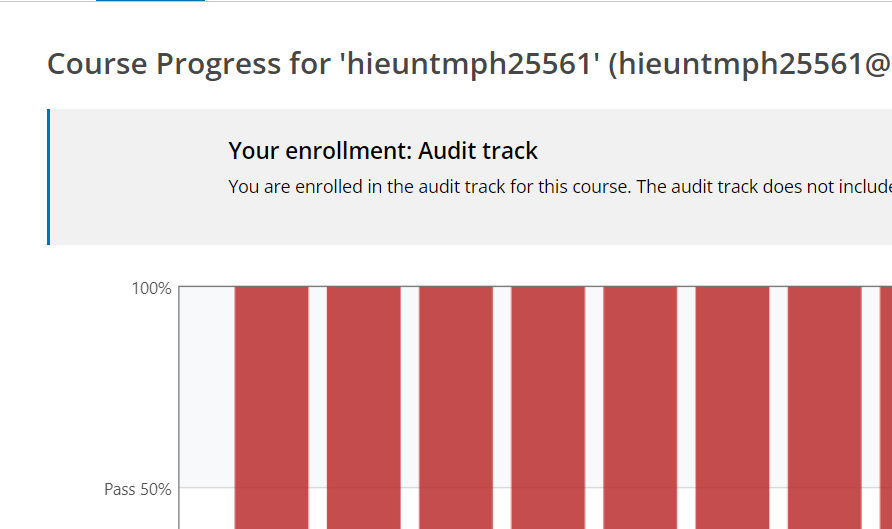 Course Progress for 'hieuntmph25561' (hieuntmph25561@
Your enrollment: Audit track
You are enrolled in the audit track for this course. The audit track does not include
100%
Pass 50%